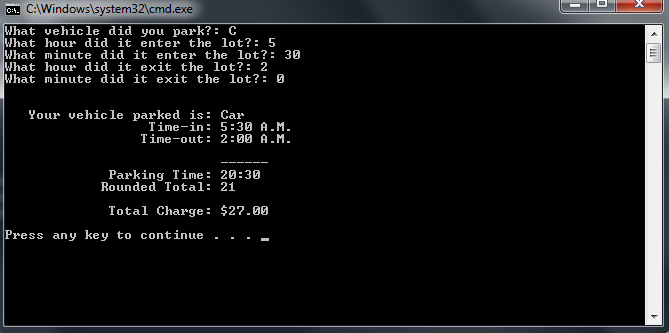 C:\Windows\system32\cmd.exe
What vehicle did you park?: C
What hour did it enter the lot?: 5
What minute did it enter the lot?: 30
What hour did it exit the lot?: 2
What minute did it exit the lot?: 0
Your vehicle parked is: Car
Time-in: 5:30 A.M.
Time-out: 2:00 A.M.
______
Parking Time: 20:30
Rounded Total: 21
Total Charge: $27.00
Press any key to continue . . . _